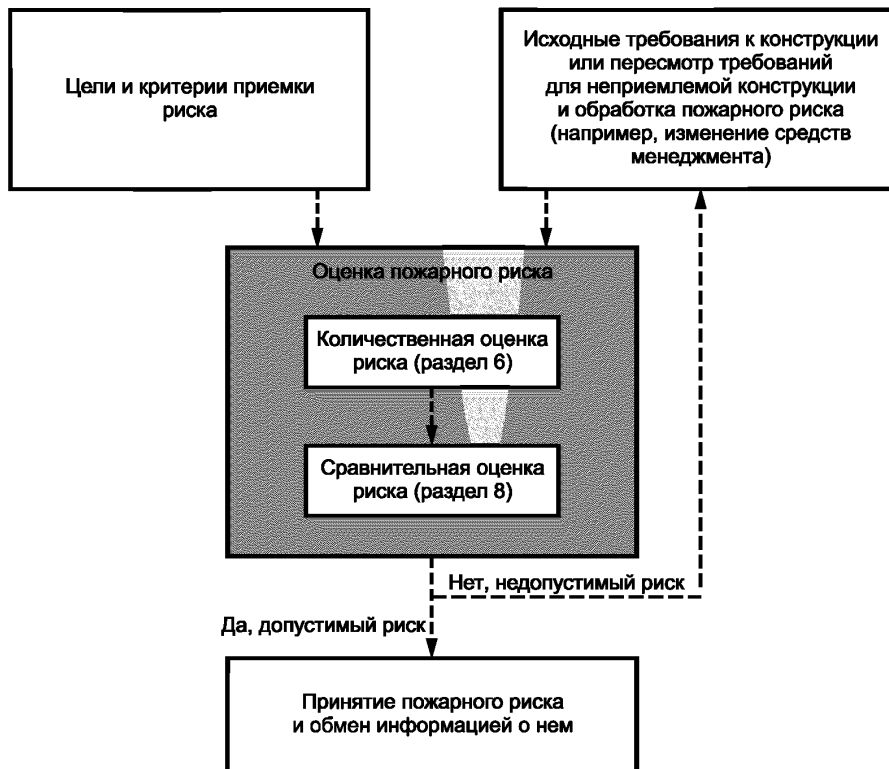 Цели и критерии приемки
риска
Исходные требования к конструкции
или пересмотр требований
для неприемлемой конструкции
и обработка пожарного риска
(например, изменение средств
менеджмента)
Оценка пожарного риска
Количественная оценка
риска (раздел 6)
Сравнительная оценка
риска (раздел 8)
Нет, недопустимый риск
Да, допустимый риск
Принятие пожарного риска
и обмен информацией о нем